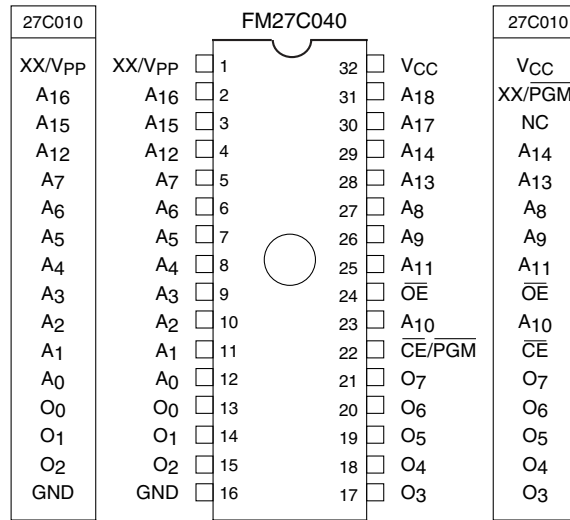 27C010 FM27C040 27C010
XX/VPP XX/VPP 1 32 VCC VCC
A16 A16 2 31 A18 XX/PGM
A15 A15 3 30 A17 NC
A12 A12 4 29 A14 A14
A7 A7 5 28 A13 A13
A6 A6 6 27 A8 A8
A5 A5 7 26 A9 A9
A4 A4 8 25 A11 A11
A3 A3 9 24 OE OE
A2 A2 10 23 A10 A10
A1 A1 11 22 CE/PGM CE
A0 A0 12 21 O7 O7
O0 O0 13 20 O6 O6
O1 O1 14 19 O5 O5
O2 O2 15 18 O4 O4
GND GND 16 17 O3 O3